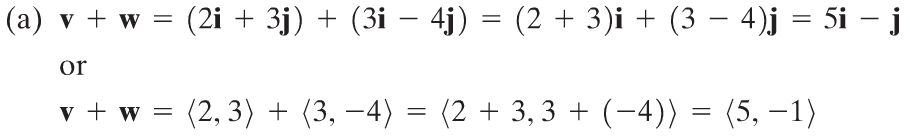 (a) v + w = (2i + 3j) + (3i − 4j) = (2 + 3)i + (3 − 4)j = 5i − j
or
v + w = ⟨2, 3⟩ + ⟨3, −4⟩ = ⟨2 + 3, 3 + (−4)⟩ = ⟨5, −1⟩